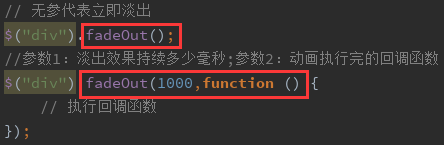 // 无参代表立即淡出
$("div").fadeOut();
//参数1：淡出效果持续多少毫秒;参数2：动画执行完的回调函数
$("div") fadeOut(1000,function () {
// 执行回调函数
});